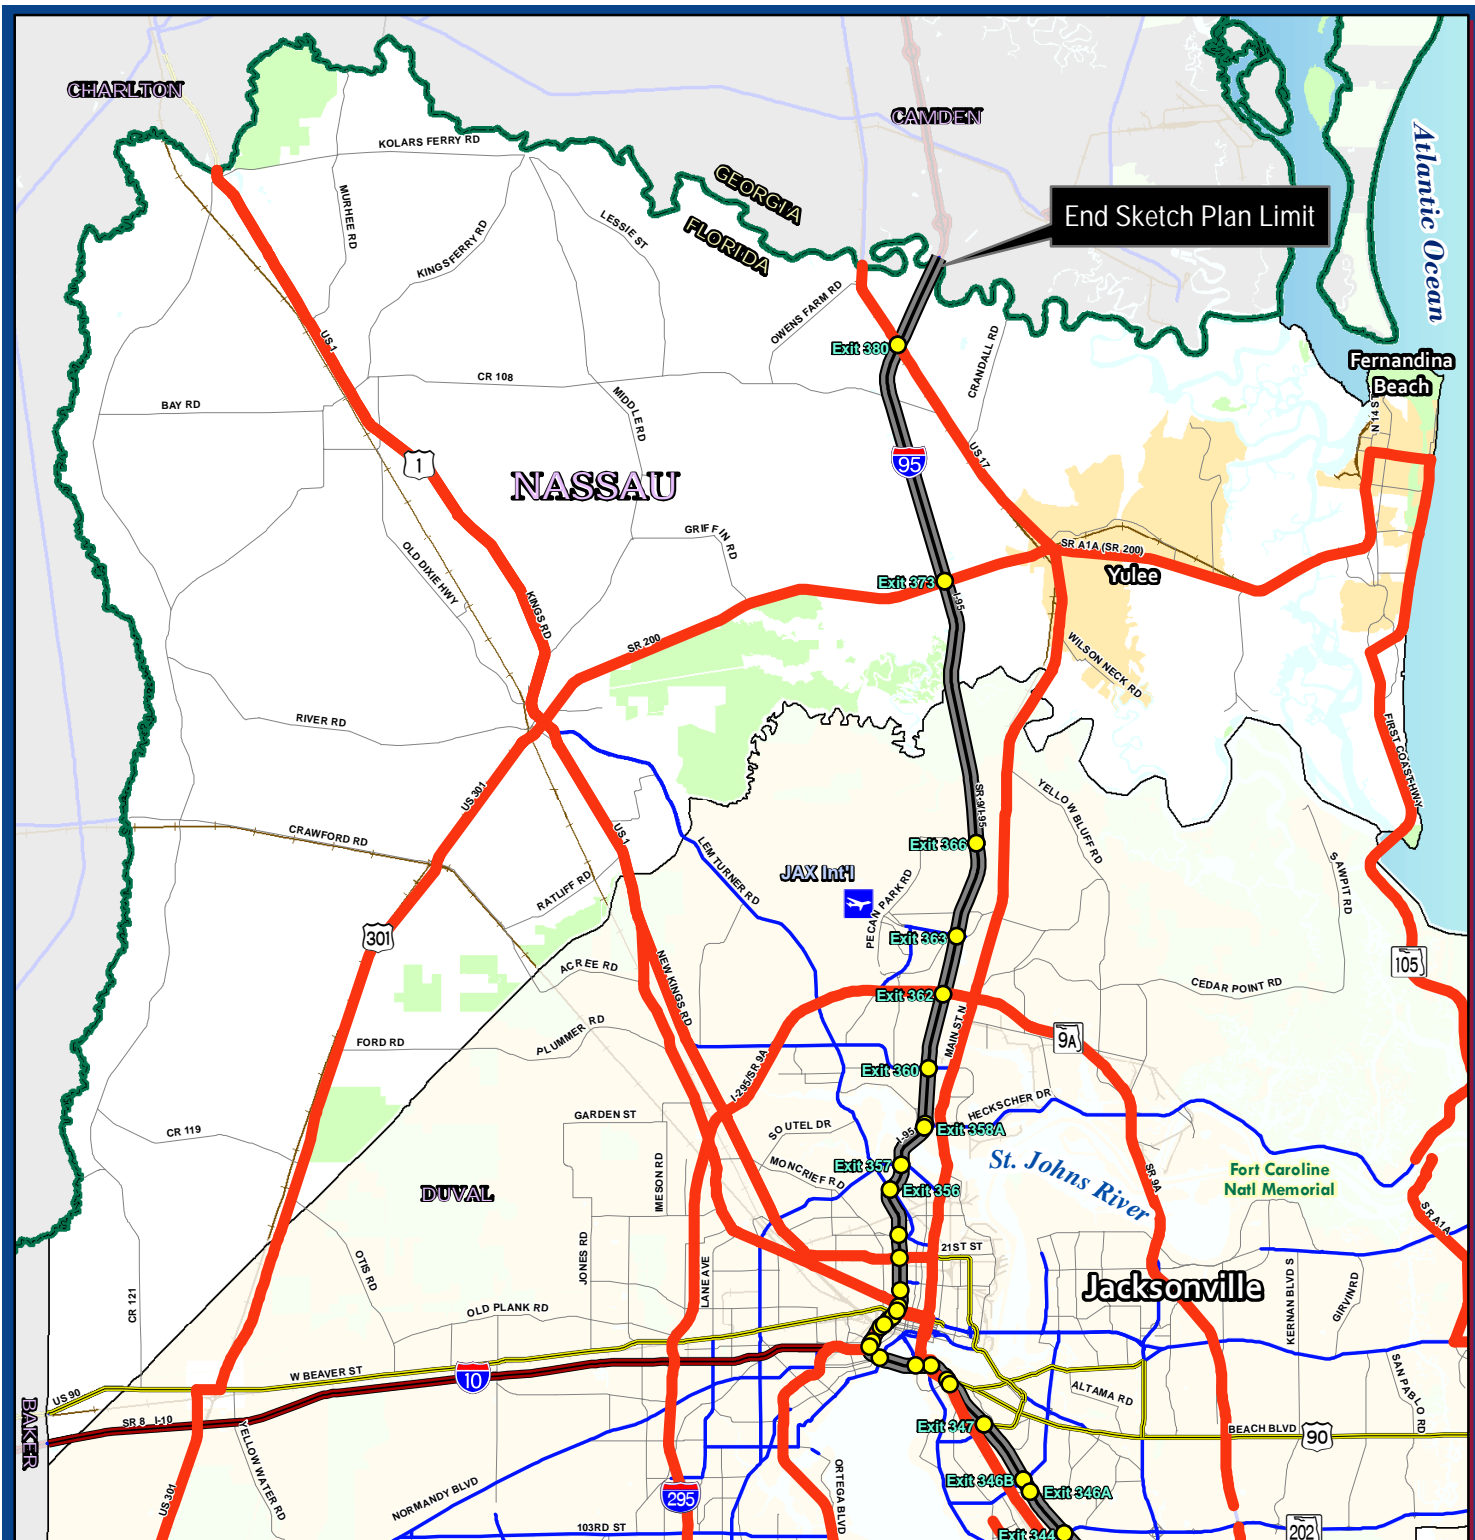 CHARLTON
CAMDEN
KOLARS FERRY RD
GEORGIA
FLORIDA
Atlantic Ocean
MURHEE RD
KINGS FERRY RD
LESSIE ST
End Sketch Plan Limit
OWENS FARM RD
US 1
Exit 380
CRANDALL RD
Fernandina
Beach
CR 108
BAY RD
MIDDLE RD
N 14 ST
1
95
US 17
NASSAU
GRIFFIN RD
OLD DIXIE HWY
SR A1A (SR 200)
Yulee
Exit 373
I-95
KINGS RD
SR 200
WILSON NECK RD
RIVER RD
FIRST COAST HWY
US 301
SR 9/I-95
YELLOW BLUFF RD
CRAWFORD RD
US 1
LEM TURNER RD
Exit 366
SAWPIT RD
JAX Int'l
RATLIFF RD
PECAN PARK RD
301
Exit 363
105
ACREE RD
NEW KINGS RD
Exit 362
CEDAR POINT RD
FORD RD
PLUMMER RD
MAIN ST N
9A
I-295/SR 9A
Exit 360
HECKSCHER DR
GARDEN ST
SOUTEL DR
I-95
Exit 358A
CR 119
MONCRIEF RD
Exit 357
St. Johns River
Fort Caroline
Natl Memorial
IMESON RD
DUVAL
Exit 356
SR 9A
SR A1A
21ST ST
OTIS RD
JONES RD
LANE AVE
Jacksonville
CR 121
OLD PLANK RD
KERNAN BLVD S
GIRVIN RD
W BEAVER ST
10
US 90
SAN PABLO RD
ALTAMA RD
BAKER
SR 8 I-10
YELLOW WATER RD
Exit 347
BEACH BLVD
90
US 301
NORMANDY BLVD
295
ORTEGA BLVD
Exit 346B
Exit 346A
103RD ST
Exit 344
202